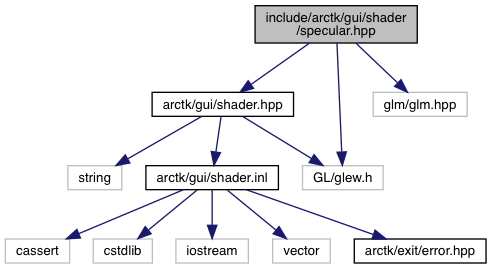 include/arctk/gui/shader
/specular.hpp
arctk/gui/shader.hpp
glm/glm.hpp
string
arctk/gui/shader.inl
GL/glew.h
cassert
cstdlib
iostream
vector
arctk/exit/error.hpp